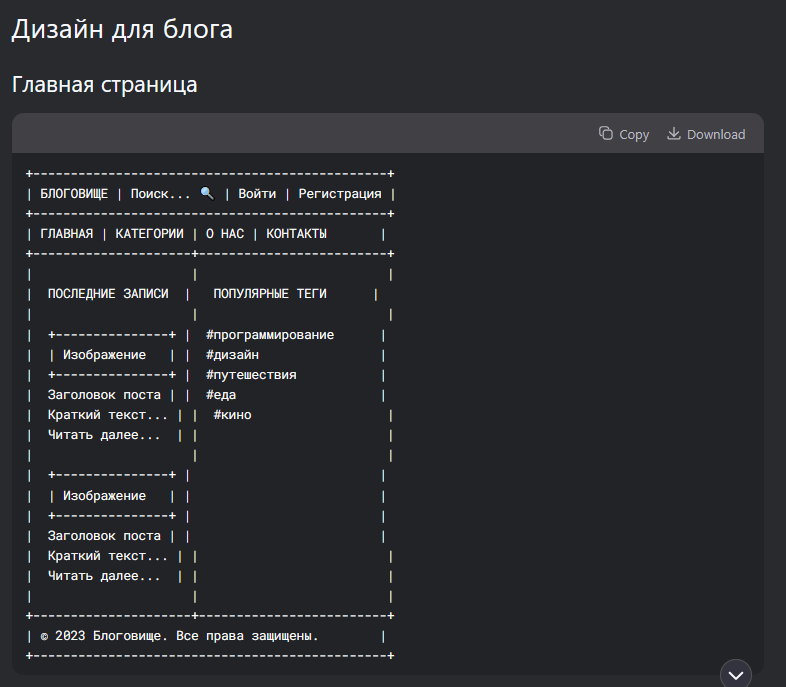 Дизайн для блога
Главная страница
Copy Download
+-----------------------------------------------+
| БЛОГОВИЩЕ | Поиск... 🔍 | Войти | Регистрация |
+-----------------------------------------------+
| ГЛАВНАЯ | КАТЕГОРИИ | О НАС | КОНТАКТЫ       |
+---------------------+-------------------------+
|                     |                         |
|  ПОСЛЕДНИЕ ЗАПИСИ  |   ПОПУЛЯРНЫЕ ТЕГИ      |
|                     |                         |
|  +---------------+ |  #программирование      |
|  | Изображение   | |  #дизайн                |
|  +---------------+ |  #путешествия           |
|  Заголовок поста | |  #еда                   |
|  Краткий текст... | |  #кино                  |
|  Читать далее...  | |                         |
|                     |                         |
|  +---------------+ |                         |
|  | Изображение   | |                         |
|  +---------------+ |                         |
|  Заголовок поста | |                         |
|  Краткий текст... | |                         |
|  Читать далее...  | |                         |
|                     |                         |
+---------------------+-------------------------+
| © 2023 Блоговище. Все права защищены.        |
+-----------------------------------------------+